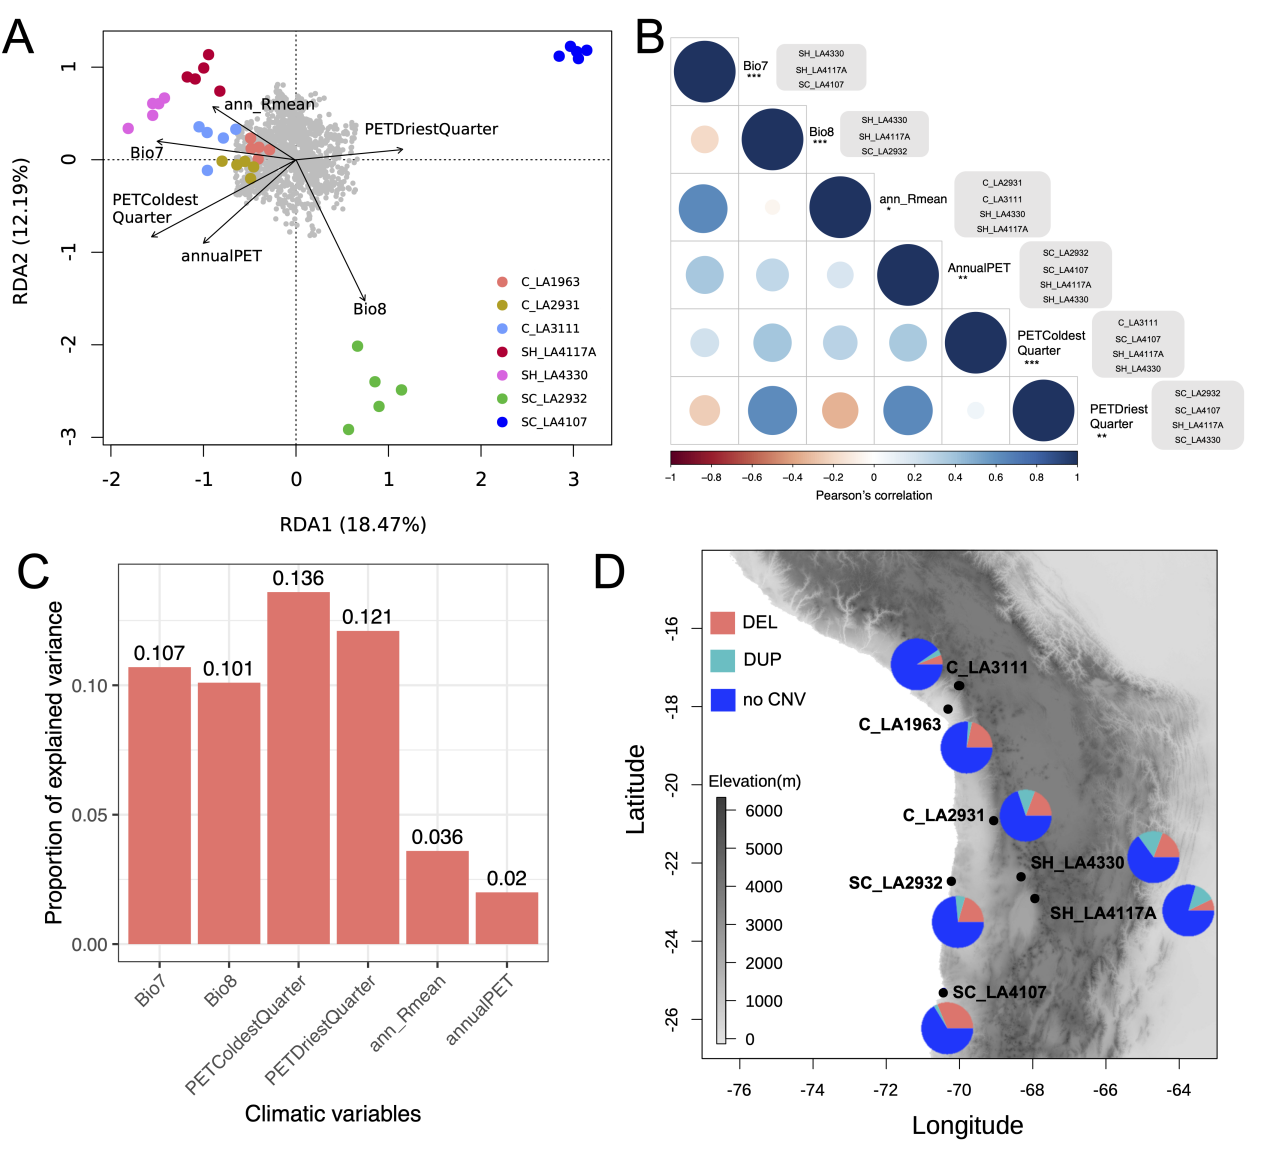 A
RDA2 (12.19%)
1
0
-1
-2
-3
ann_Rmean
PETDriestQuarter
Bio7
PETColdest
Quarter
annualPET
Bio8
C_LA1963
C_LA2931
C_LA3111
SH_LA4117A
SH_LA4330
SC_LA2932
SC_LA4107
-2
-1
0
1
2
3
RDA1 (18.47%)
B
Bio7
***
SH_LA4330
SH_LA4117A
SC_LA4107
Bio8
***
SH_LA4330
SH_LA4117A
SC_LA2932
ann_Rmean
*
C_LA2931
C_LA3111
SH_LA4330
SH_LA4117A
AnnualPET
**
SC_LA2932
SC_LA4107
SH_LA4117A
SH_LA4330
PETColdest
Quarter
***
C_LA3111
SC_LA4107
SH_LA4117A
SH_LA4330
PETDriest
Quarter
**
SC_LA2932
SC_LA4107
SH_LA4117A
SC_LA4330
−1 −0.8 −0.6 −0.4 −0.2 0 0.2 0.4 0.6 0.8 1
Pearson's correlation
C
Proportion of explained variance
0.10
0.05
0.00
0.107
0.101
0.136
0.121
0.036
0.02
Bio7
Bio8
PETColdestQuarter
PETDriestQuarter
ann_Rmean
annualPET
Climatic variables
D
Latitude
-16
-18
-20
-22
-24
-26
DEL
DUP
no CNV
Elevation(m)
6000
5000
4000
3000
2000
1000
0
C_LA3111
C_LA1963
C_LA2931
SH_LA4330
SC_LA2932
SH_LA4117A
SC_LA4107
-76
-74
-72
-70
-68
-66
-64
Longitude